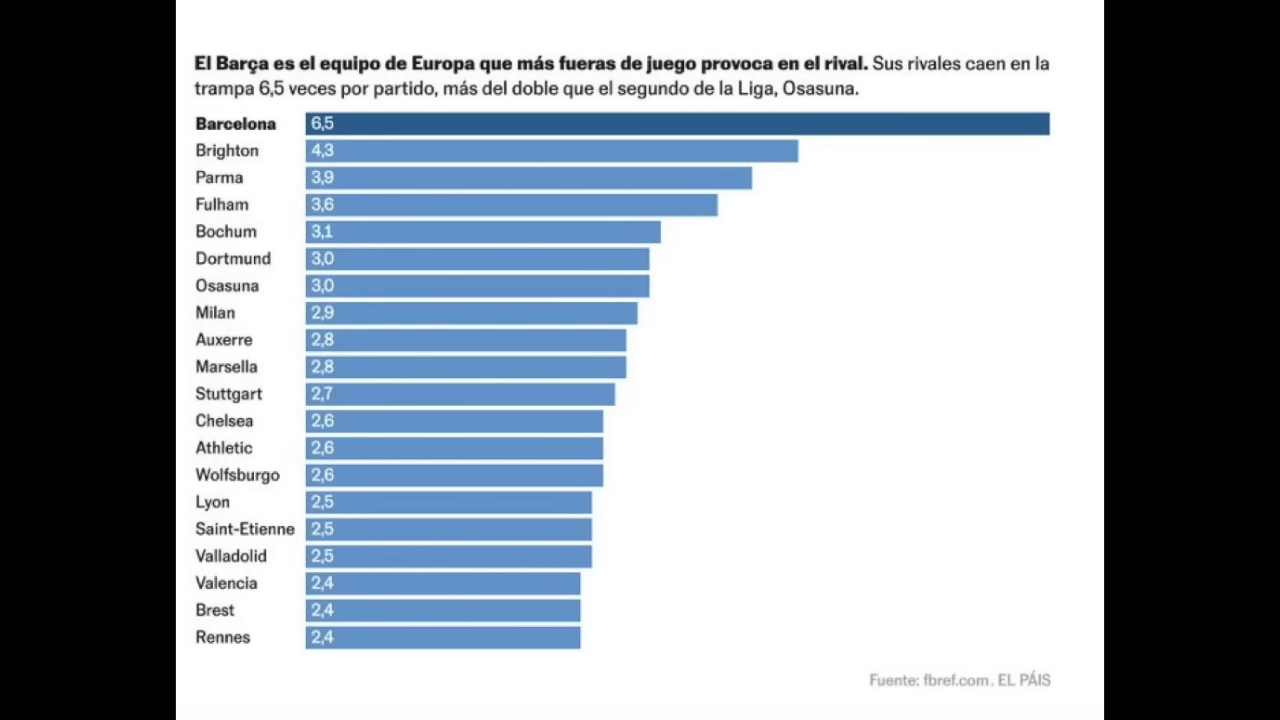 El Barça es el equipo de Europa que más fueras de juego provoca en el rival. Sus rivales caen en la
trampa 6,5 veces por partido, más del doble que el segundo de la Liga, Osasuna.
Barcelona 6,5
Brighton 4,3
Parma 3,9
Fulham 3,6
Bochum 3,1
Dortmund 3,0
Osasuna 3,0
Milan 2,9
Auxerre 2,8
Marsella 2,8
Stuttgart 2,7
Chelsea 2,6
Athletic 2,6
Wolfsburgo 2,6
Lyon 2,5
Saint-Etienne 2,5
Valladolid 2,5
Valencia 2,4
Brest 2,4
Rennes 2,4
Fuente: fbref.com. EL PÁIS